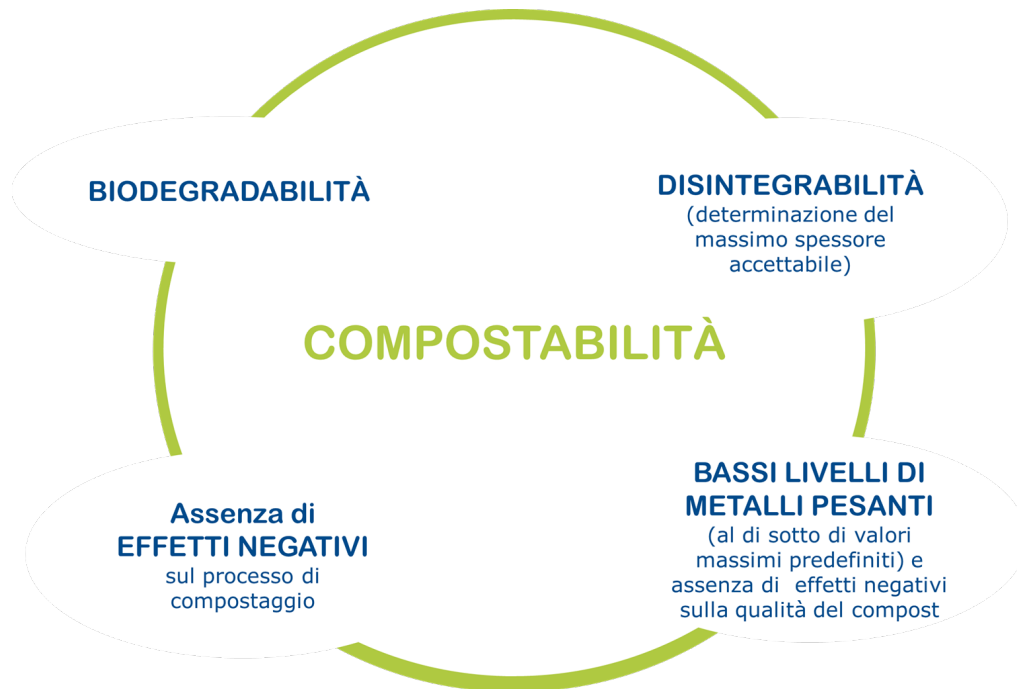 BIODEGRADABILITÀ
DISINTEGRABILITÀ
(determinazione del
massimo spessore
accettabile)
COMPOSTABILITÀ
Assenza di
EFFETTI NEGATIVI
sul processo di
compostaggio
BASSI LIVELLI DI
METALLI PESANTI
(al di sotto di valori
massimi predefiniti) e
assenza di effetti negativi
sulla qualità del compost